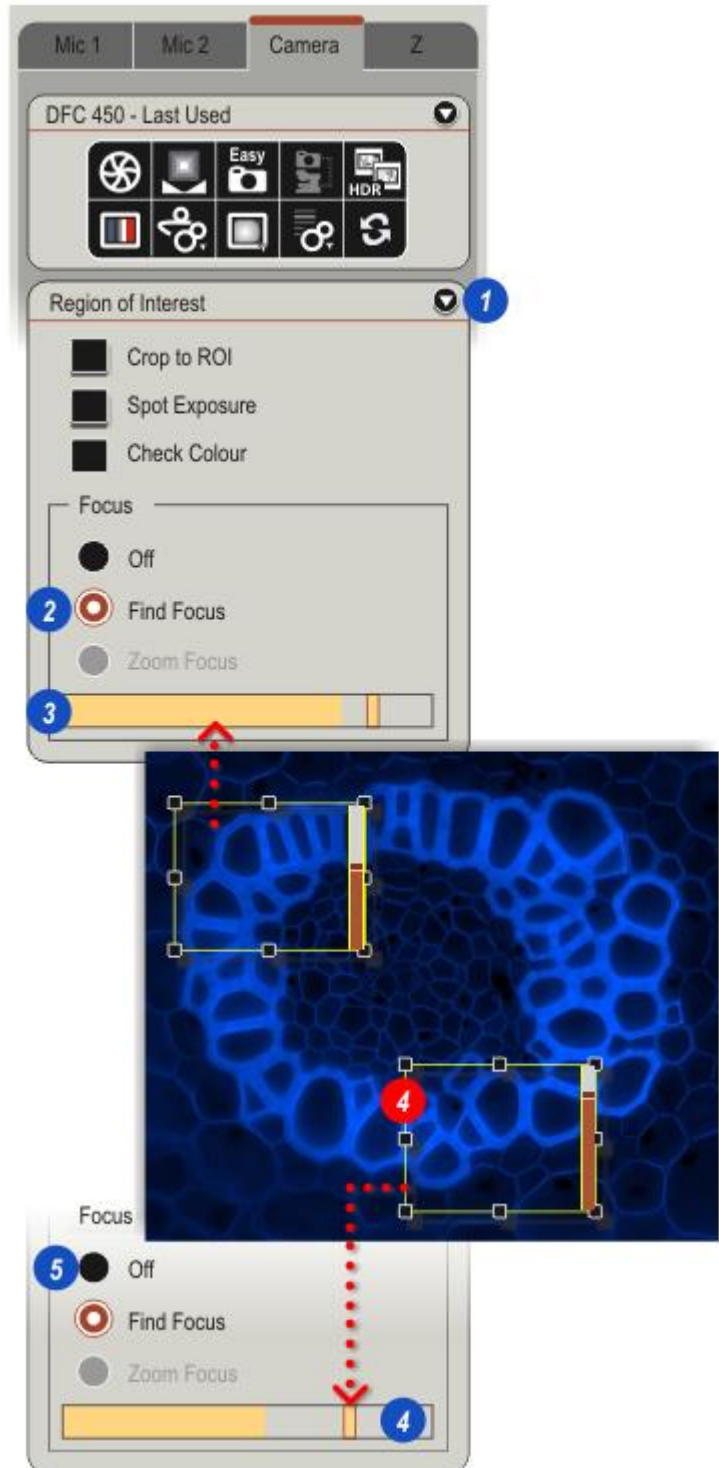 Mic 1 Mic 2 Camera Z
DFC 450 - Last Used
Easy
HDR
Region of Interest 1
Crop to ROI
Spot Exposure
Check Colour
Focus
Off
2 Find Focus
Zoom Focus
3
4
Focus
5 Off
Find Focus
Zoom Focus
4